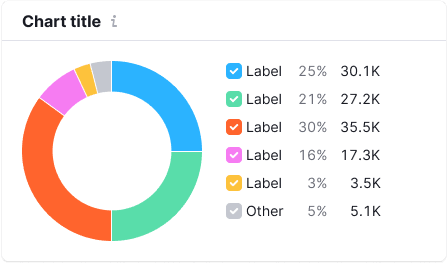 Chart title
Label 25% 30.1K
Label 21% 27.2K
Label 30% 35.5K
Label 16% 17.3K
Label 3% 3.5K
Other 5% 5.1K